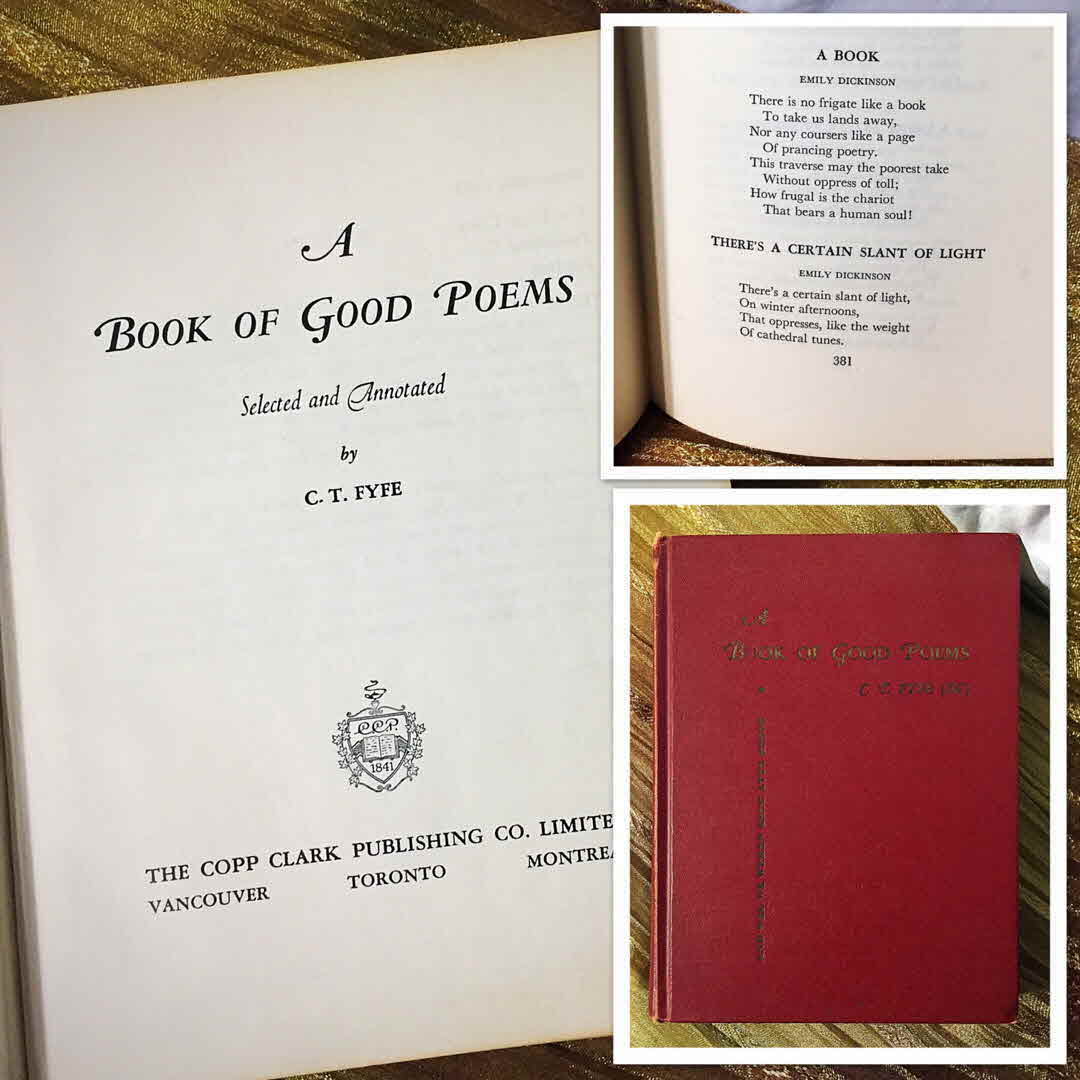 A
BOOK OF GOOD POEMS
Selected and Annotated
by
C. T. FYFE
C.C.P.
1841
THE COPP CLARK PUBLISHING CO. LIMITE
VANCOUVER TORONTO MONTREA
A BOOK
EMILY DICKINSON
There is no frigate like a book
To take us lands away,
Nor any coursers like a page
Of prancing poetry.
This traverse may the poorest take
Without oppress of toll;
How frugal is the chariot
That bears a human soul!
THERE'S A CERTAIN SLANT OF LIGHT
EMILY DICKINSON
There's a certain slant of light,
On winter afternoons,
That oppresses, like the weight
Of cathedral tunes.
381
A
BOOK OF GOOD POEMS
C. T. FYFE